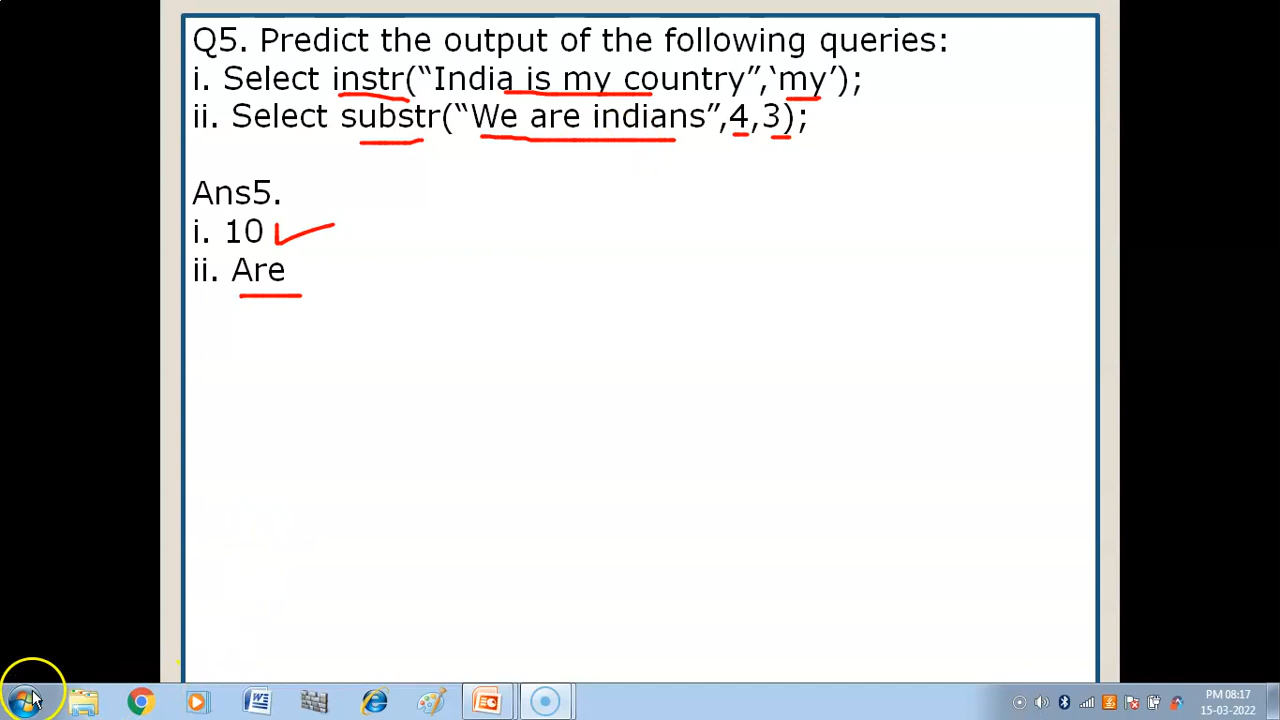 Q5. Predict the output of the following queries:
i. Select instr(“India is my country”,‘my’);
ii. Select substr(“We are indians”,4,3);
Ans5.
i. 10
ii. Are
PM 08:17
15-03-2022